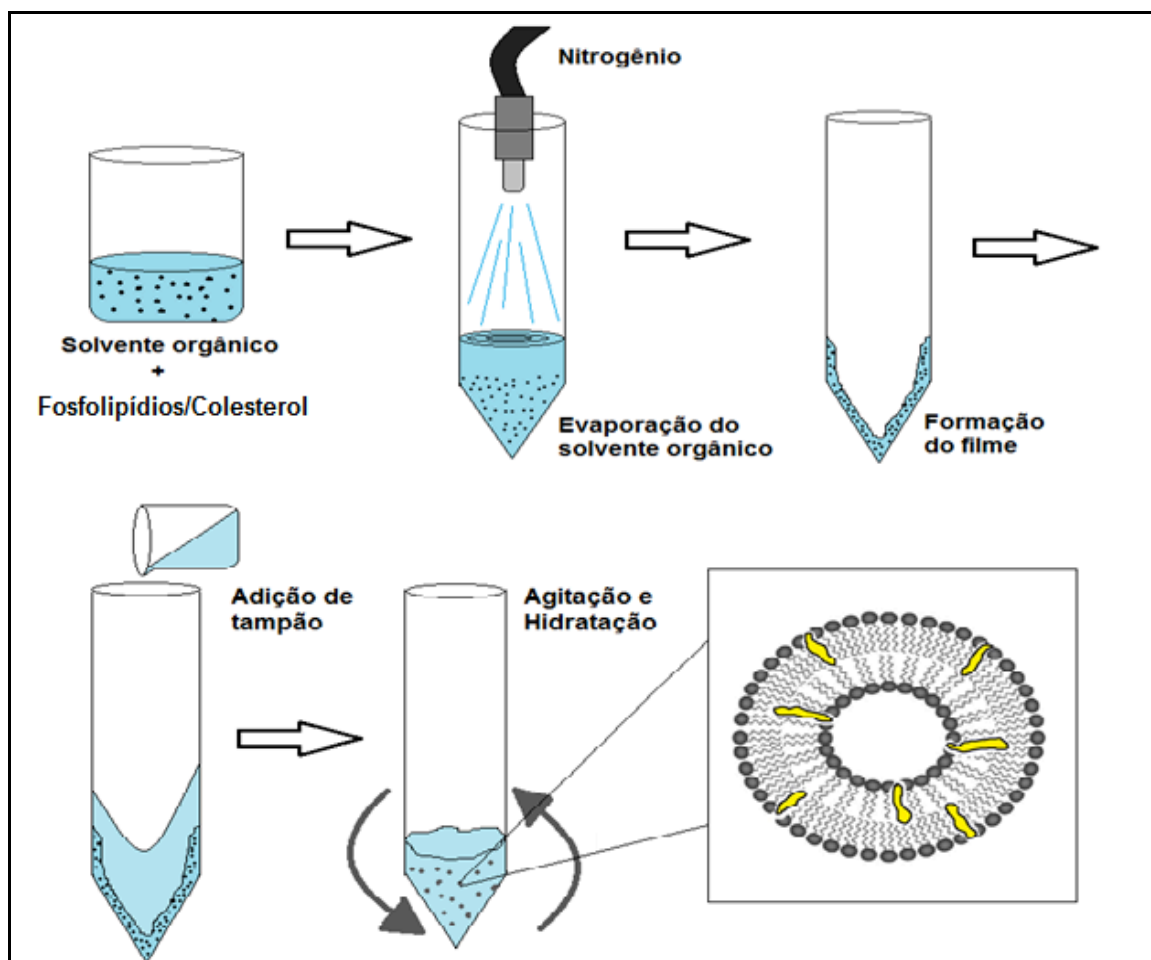 Nitrogênio
Solvente orgânico
+
Fosfolipídios/Colesterol
Evaporação do
solvente orgânico
Formação
do filme
Adição de
tampão
Agitação e
Hidratação